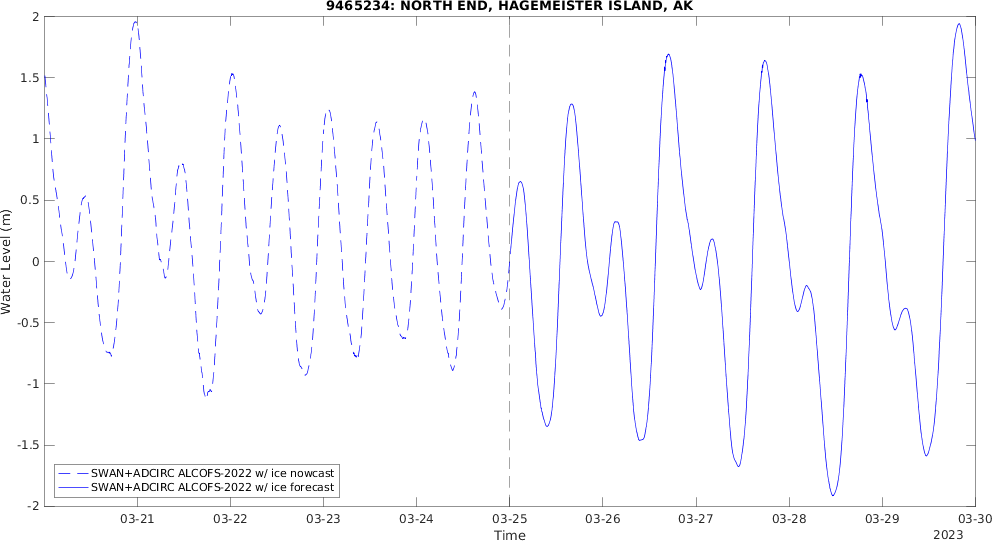 9465234: NORTH END, HAGEMEISTER ISLAND, AK
2
1.5
1
0.5
0
-0.5
-1
-1.5
-2
Water Level (m)
SWAN+ADCIRC ALCOFS-2022 w/ ice nowcast
SWAN+ADCIRC ALCOFS-2022 w/ ice forecast
03-21 03-22 03-23 03-24 03-25 03-26 03-27 03-28 03-29 03-30
Time
2023